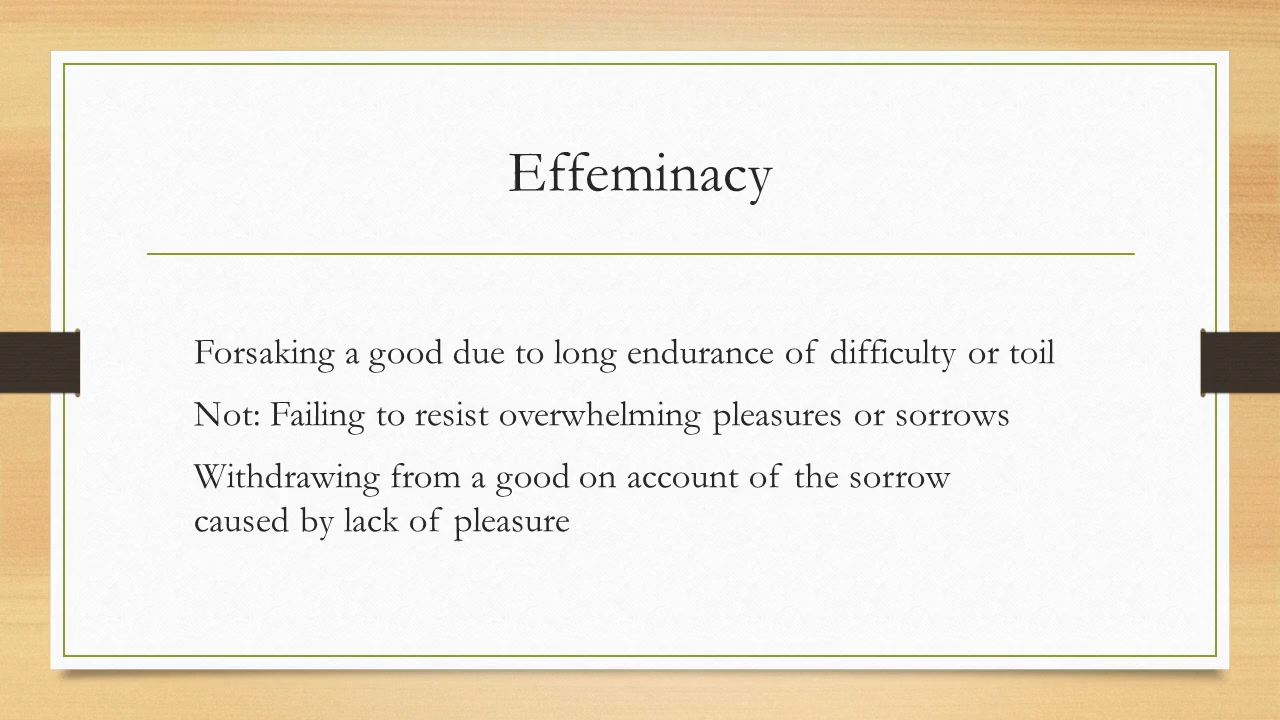 Effeminacy
Forsaking a good due to long endurance of difficulty or toil
Not: Failing to resist overwhelming pleasures or sorrows
Withdrawing from a good on account of the sorrow
caused by lack of pleasure